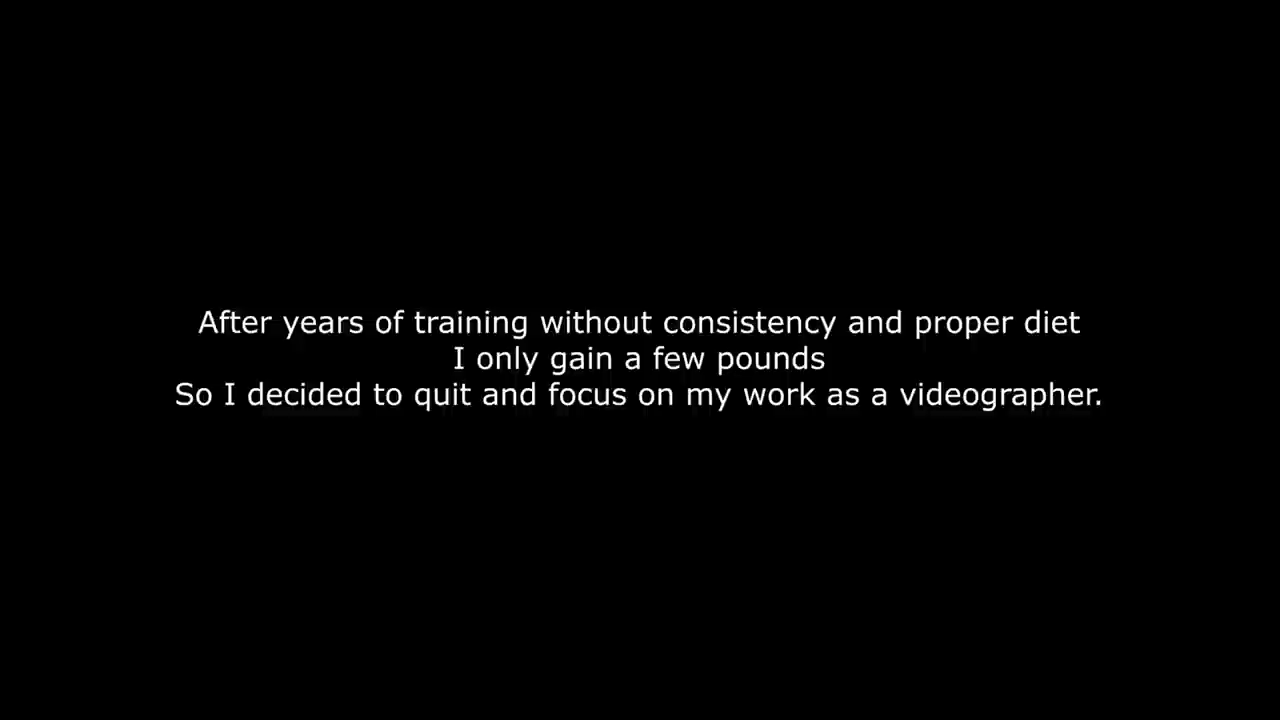 After years of training without consistency and proper diet
I only gain a few pounds
So I decided to quit and focus on my work as a videographer.